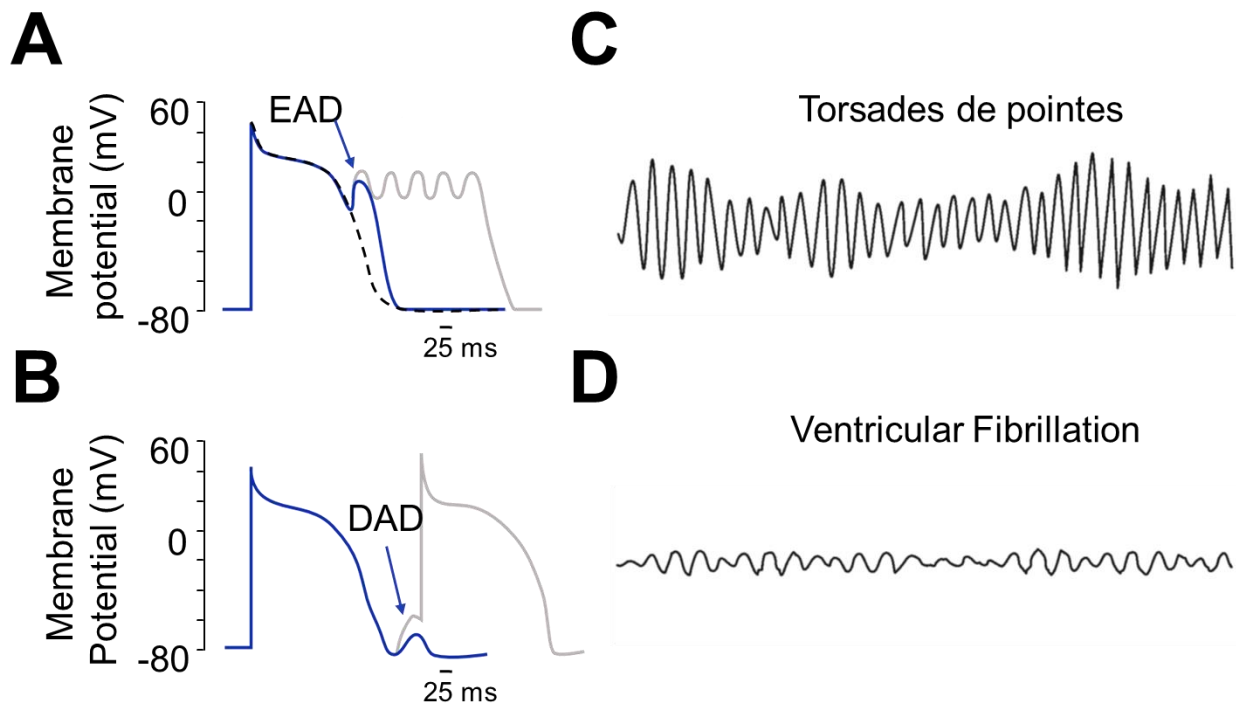 A
Membrane
potential (mV)
60
0
-80
EAD
25 ms
B
Membrane
Potential (mV)
60
0
-80
DAD
25 ms
C
Torsades de pointes
D
Ventricular Fibrillation